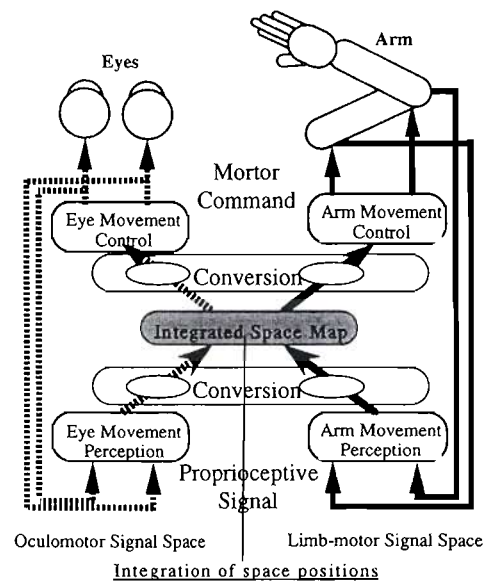 Eyes
Arm
Mortor
Command
Eye Movement
Control
Arm Movement
Control
Conversion
Integrated Space Map
Conversion
Eye Movement
Perception
Arm Movement
Perception
Proprioceptive
Signal
Oculomotor Signal Space
Limb-motor Signal Space
Integration of space positions